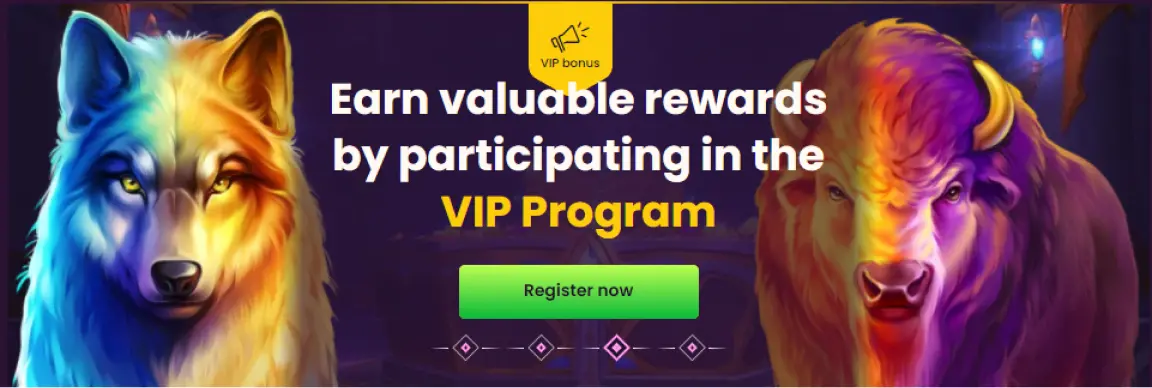 VIP bonus
Earn valuable rewards
by participating in the
VIP Program
Register now